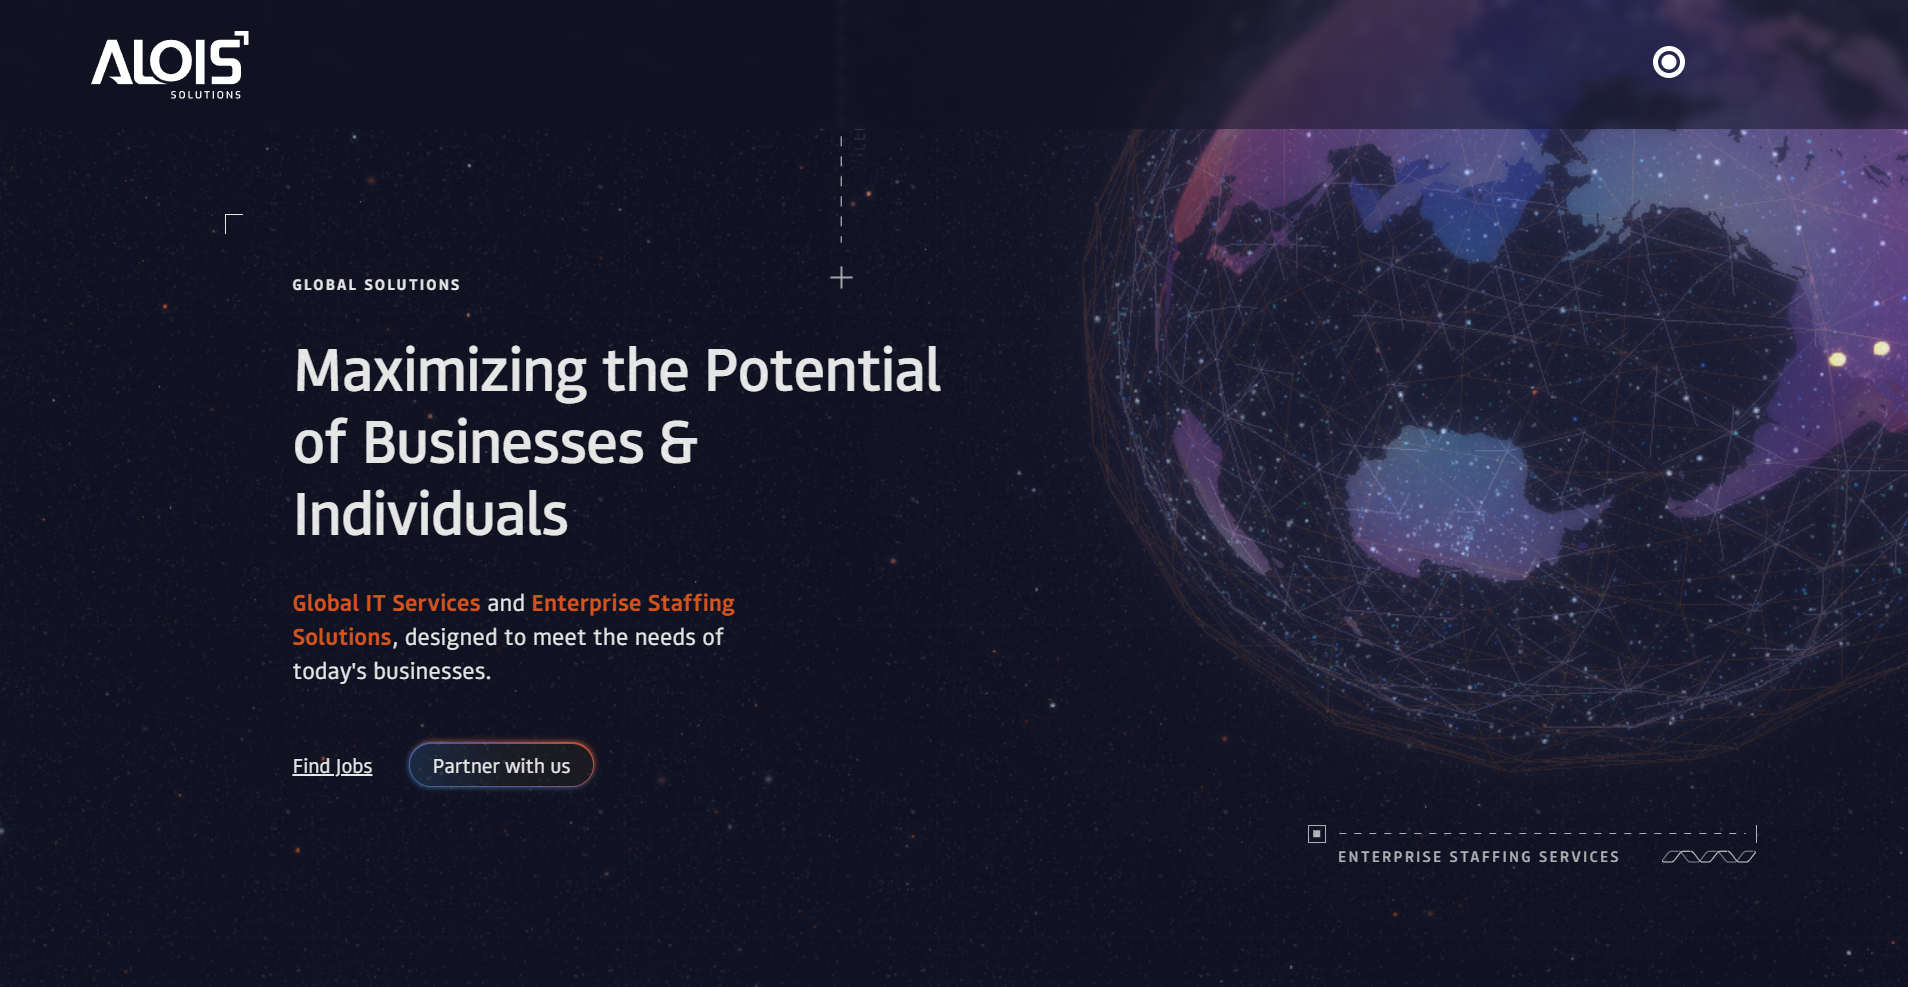 ALOIS
SOLUTIONS
GLOBAL SOLUTIONS
Maximizing the Potential
of Businesses &
Individuals
Global IT Services and Enterprise Staffing
Solutions, designed to meet the needs of
today's businesses.
Find Jobs
Partner with us
ENTERPRISE STAFFING SERVICES